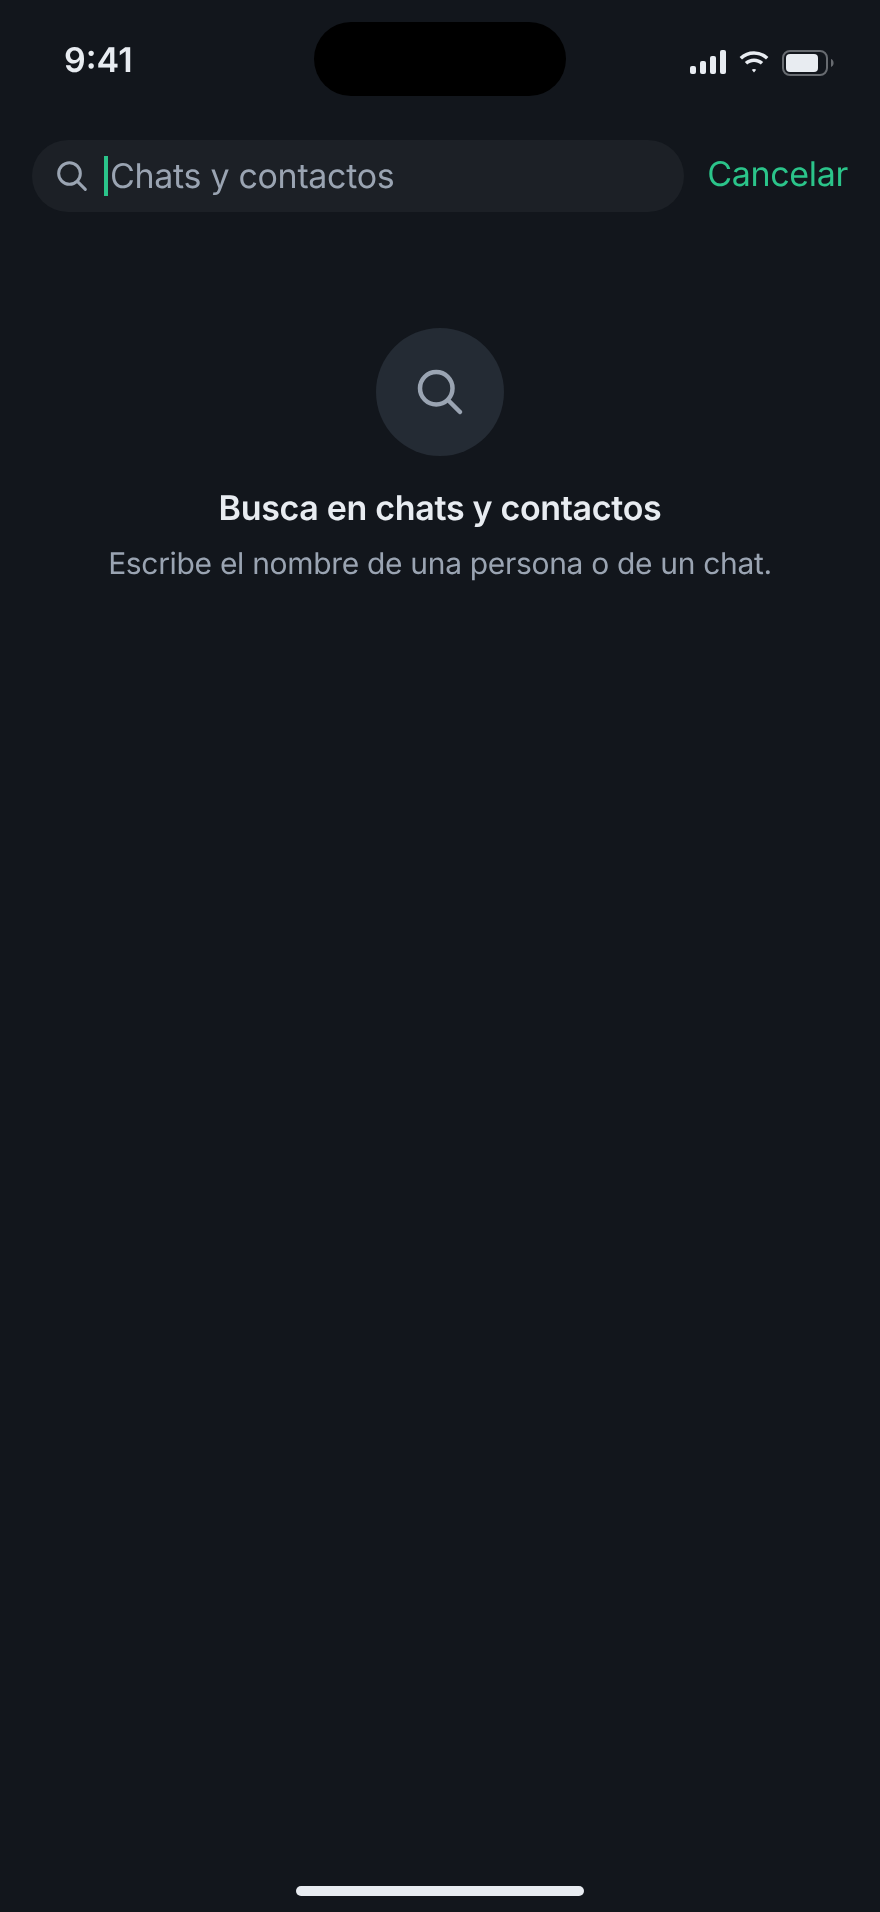 9:41
Chats y contactos
Cancelar
Busca en chats y contactos
Escribe el nombre de una persona o de un chat.